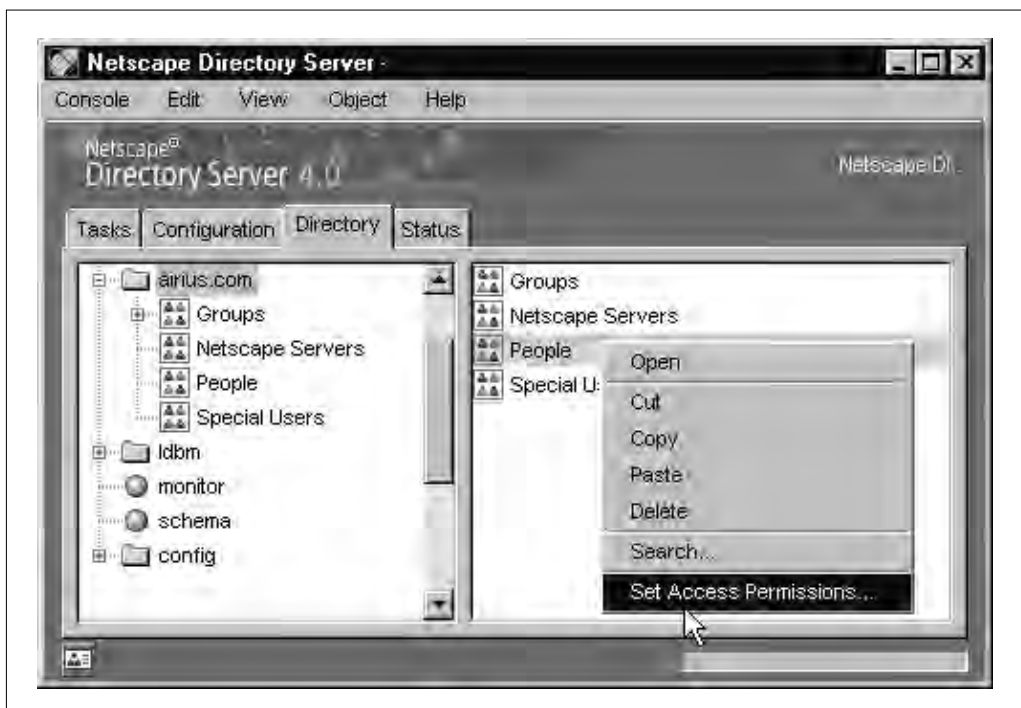 Netscape Directory Server -
Console Edit View Object Help
Netscape®
Directory Server 4.0
Netscape Di
Tasks Configuration Directory Status
airius.com
Groups
Netscape Servers
People
Special Users
ldbm
monitor
schema
config
Groups
Netscape Servers
People
Special U
Open
Cut
Copy
Paste
Delete
Search...
Set Access Permissions...